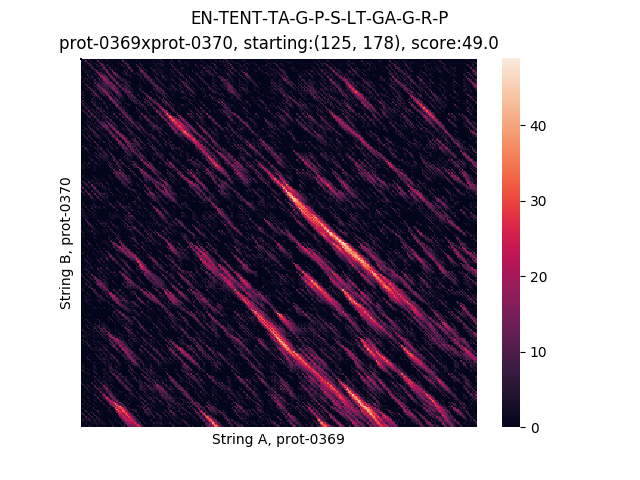 EN-TENT-TA-G-P-S-LT-GA-G-R-P
prot-0369xprot-0370, starting:(125, 178), score:49.0
String B, prot-0370
String A, prot-0369
40
30
20
10
0